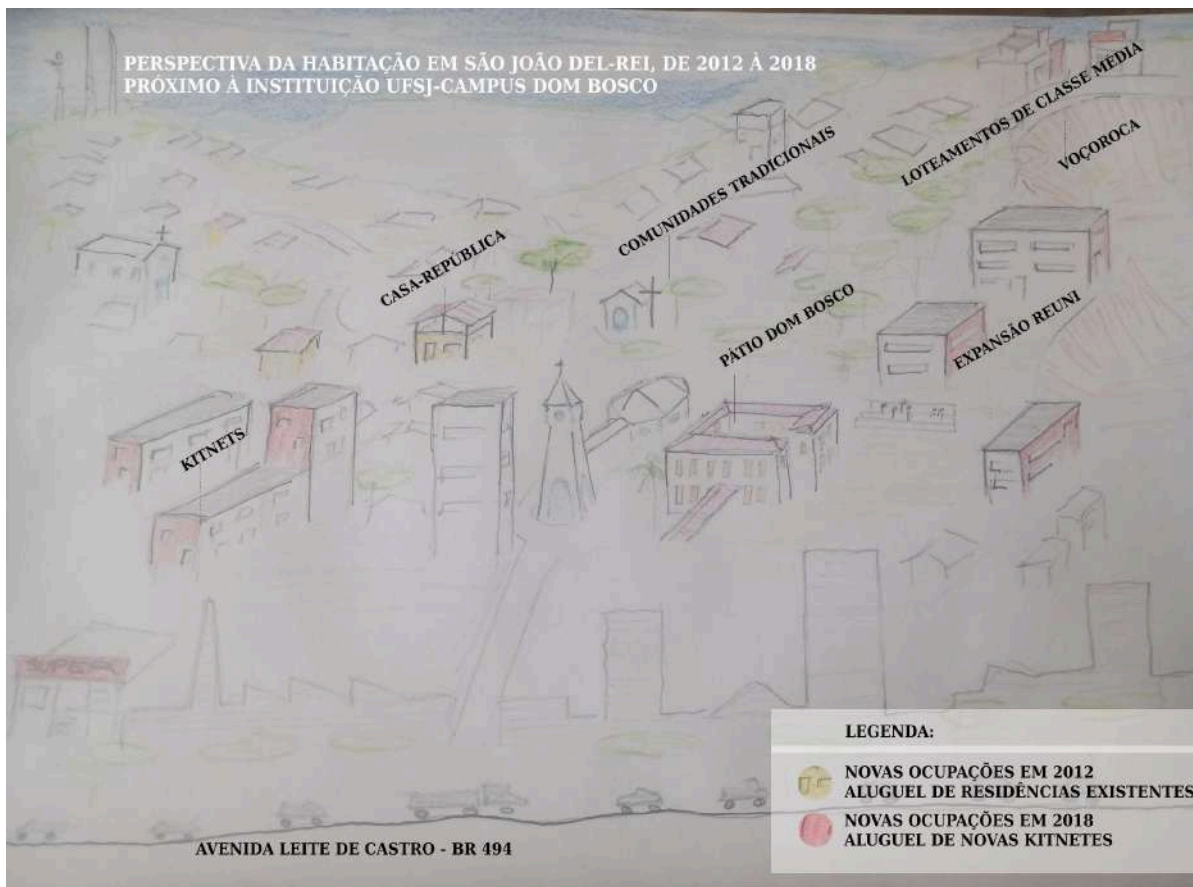 PERSPECTIVA DA HABITAÇÃO EM SÃO JOÃO DEL-REI, DE 2012 À 2018
PRÓXIMO À INSTITUIÇÃO UFSJ-CAMPUS DOM BOSCO
LOTEAMENTOS DE CLASSE MÉDIA
VOÇOROCA
COMUNIDADES TRADICIONAIS
CASA-REPÚBLICA
PÁTIO DOM BOSCO
EXPANSÃO REUNI
KITNETS
LEGENDA:
NOVAS OCUPAÇÕES EM 2012
ALUGUEL DE RESIDÊNCIAS EXISTENTES
NOVAS OCUPAÇÕES EM 2018
ALUGUEL DE NOVAS KITNETES
AVENIDA LEITE DE CASTRO - BR 494